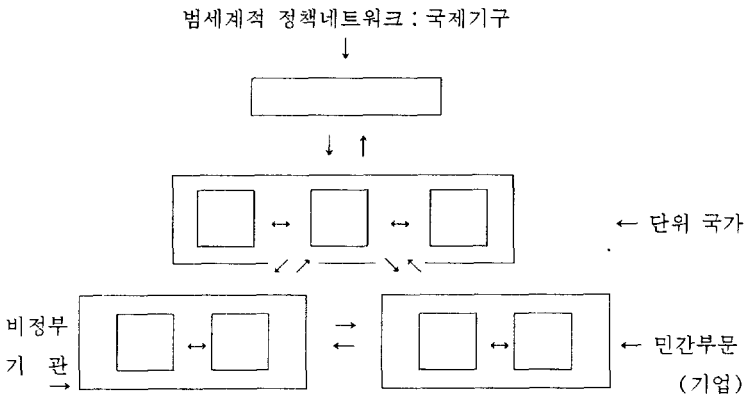 범세계적 정책네트워크 : 국제기구
← 단위 국가
비정부
기 관
→
← 민간부문
(기업)